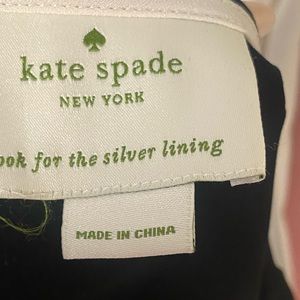 kate spade
NEW YORK
for the silver lining
MADE IN CHINA